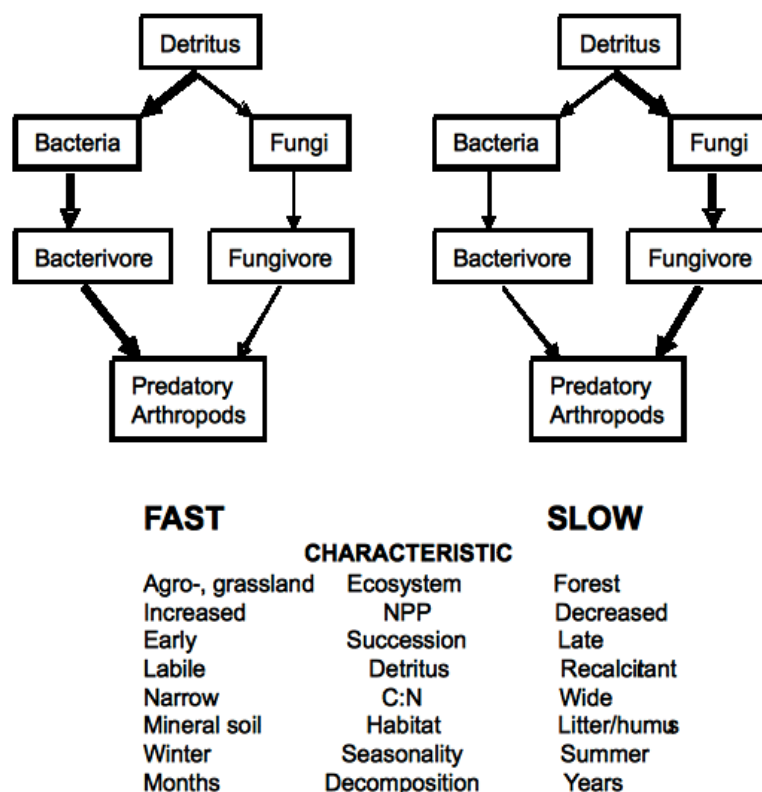 Detritus Detritus
Bacteria Fungi Bacteria Fungi
Bacterivore Fungivore Bacterivore Fungivore
Predatory Predatory
Arthropods Arthropods
FAST SLOW
CHARACTERISTIC
Agro-, grassland Ecosystem Forest
Increased NPP Decreased
Early Succession Late
Labile Detritus Recalcitant
Narrow C:N Wide
Mineral soil Habitat Litter/humus
Winter Seasonality Summer
Months Decomposition Years